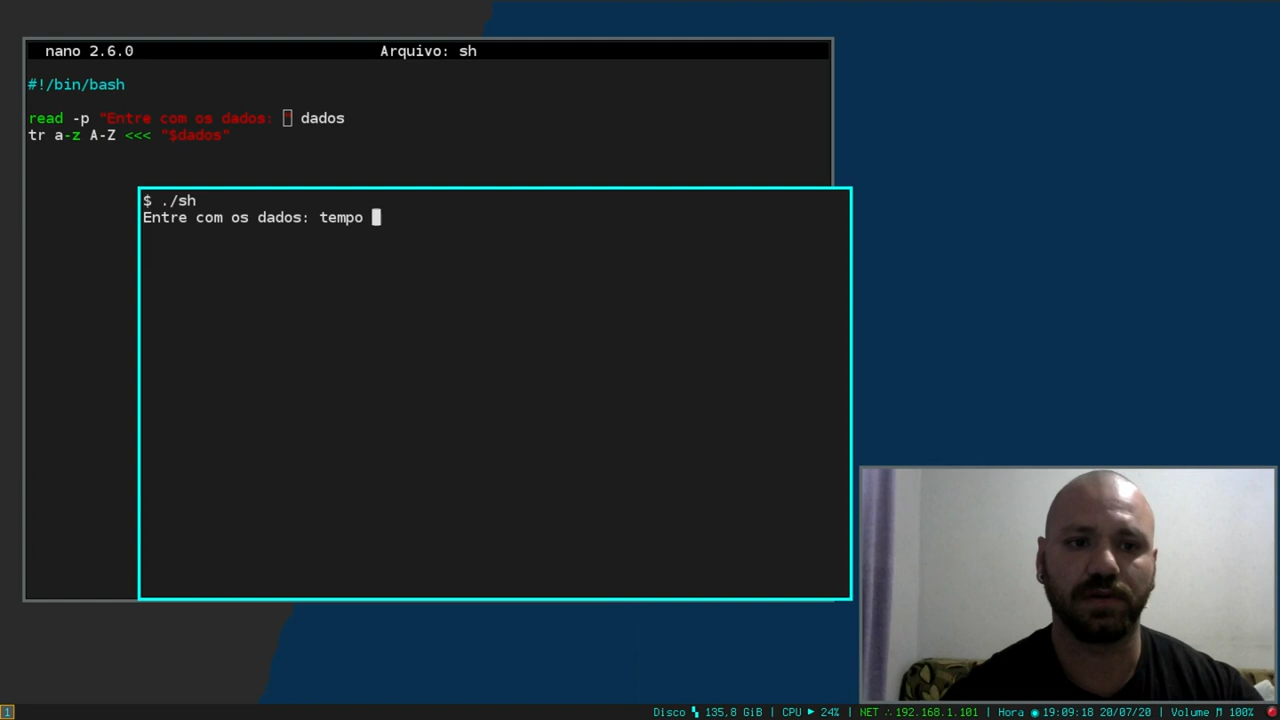 nano 2.6.0 Arquivo: sh
#!/bin/bash
read -p "Entre com os dados: " dados
tr a-z A-Z <<< "$dados"
$ ./sh
Entre com os dados: tempo
1 Disco 135,8 GiB | CPU ► 24% | NET ∴ 192.168.1.101 | Hora ◉ 19:09:18 20/07/20 | Volume 100%